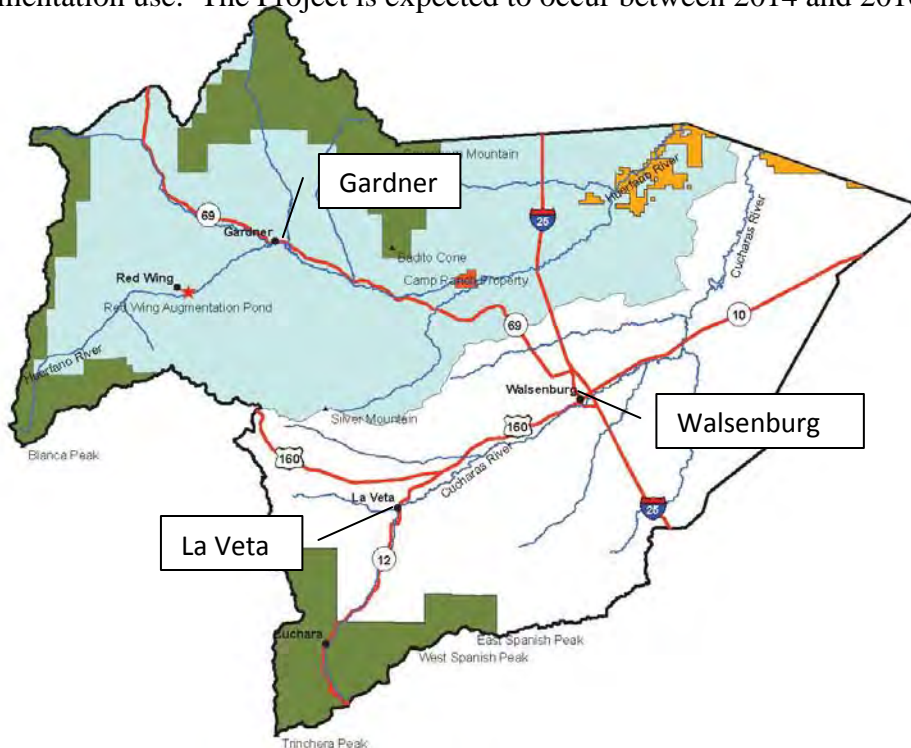 mentation use. The Project is expected to occur between 2014 and
Gardner
Mountain
Huerfano River
69
25
Gardner
Badito Cone
Cucharas River
Red Wing
Camp Ranch Property
Red Wing Augmentation Pond
69
10
Huerfano River
Walsenburg
Silver Mountain
160
Walsenburg
Blanca Peak
160
Cucharas River
La Veta
25
La Veta
12
Cuchara
East Spanish Peak
West Spanish Peak
Trinchera Peak